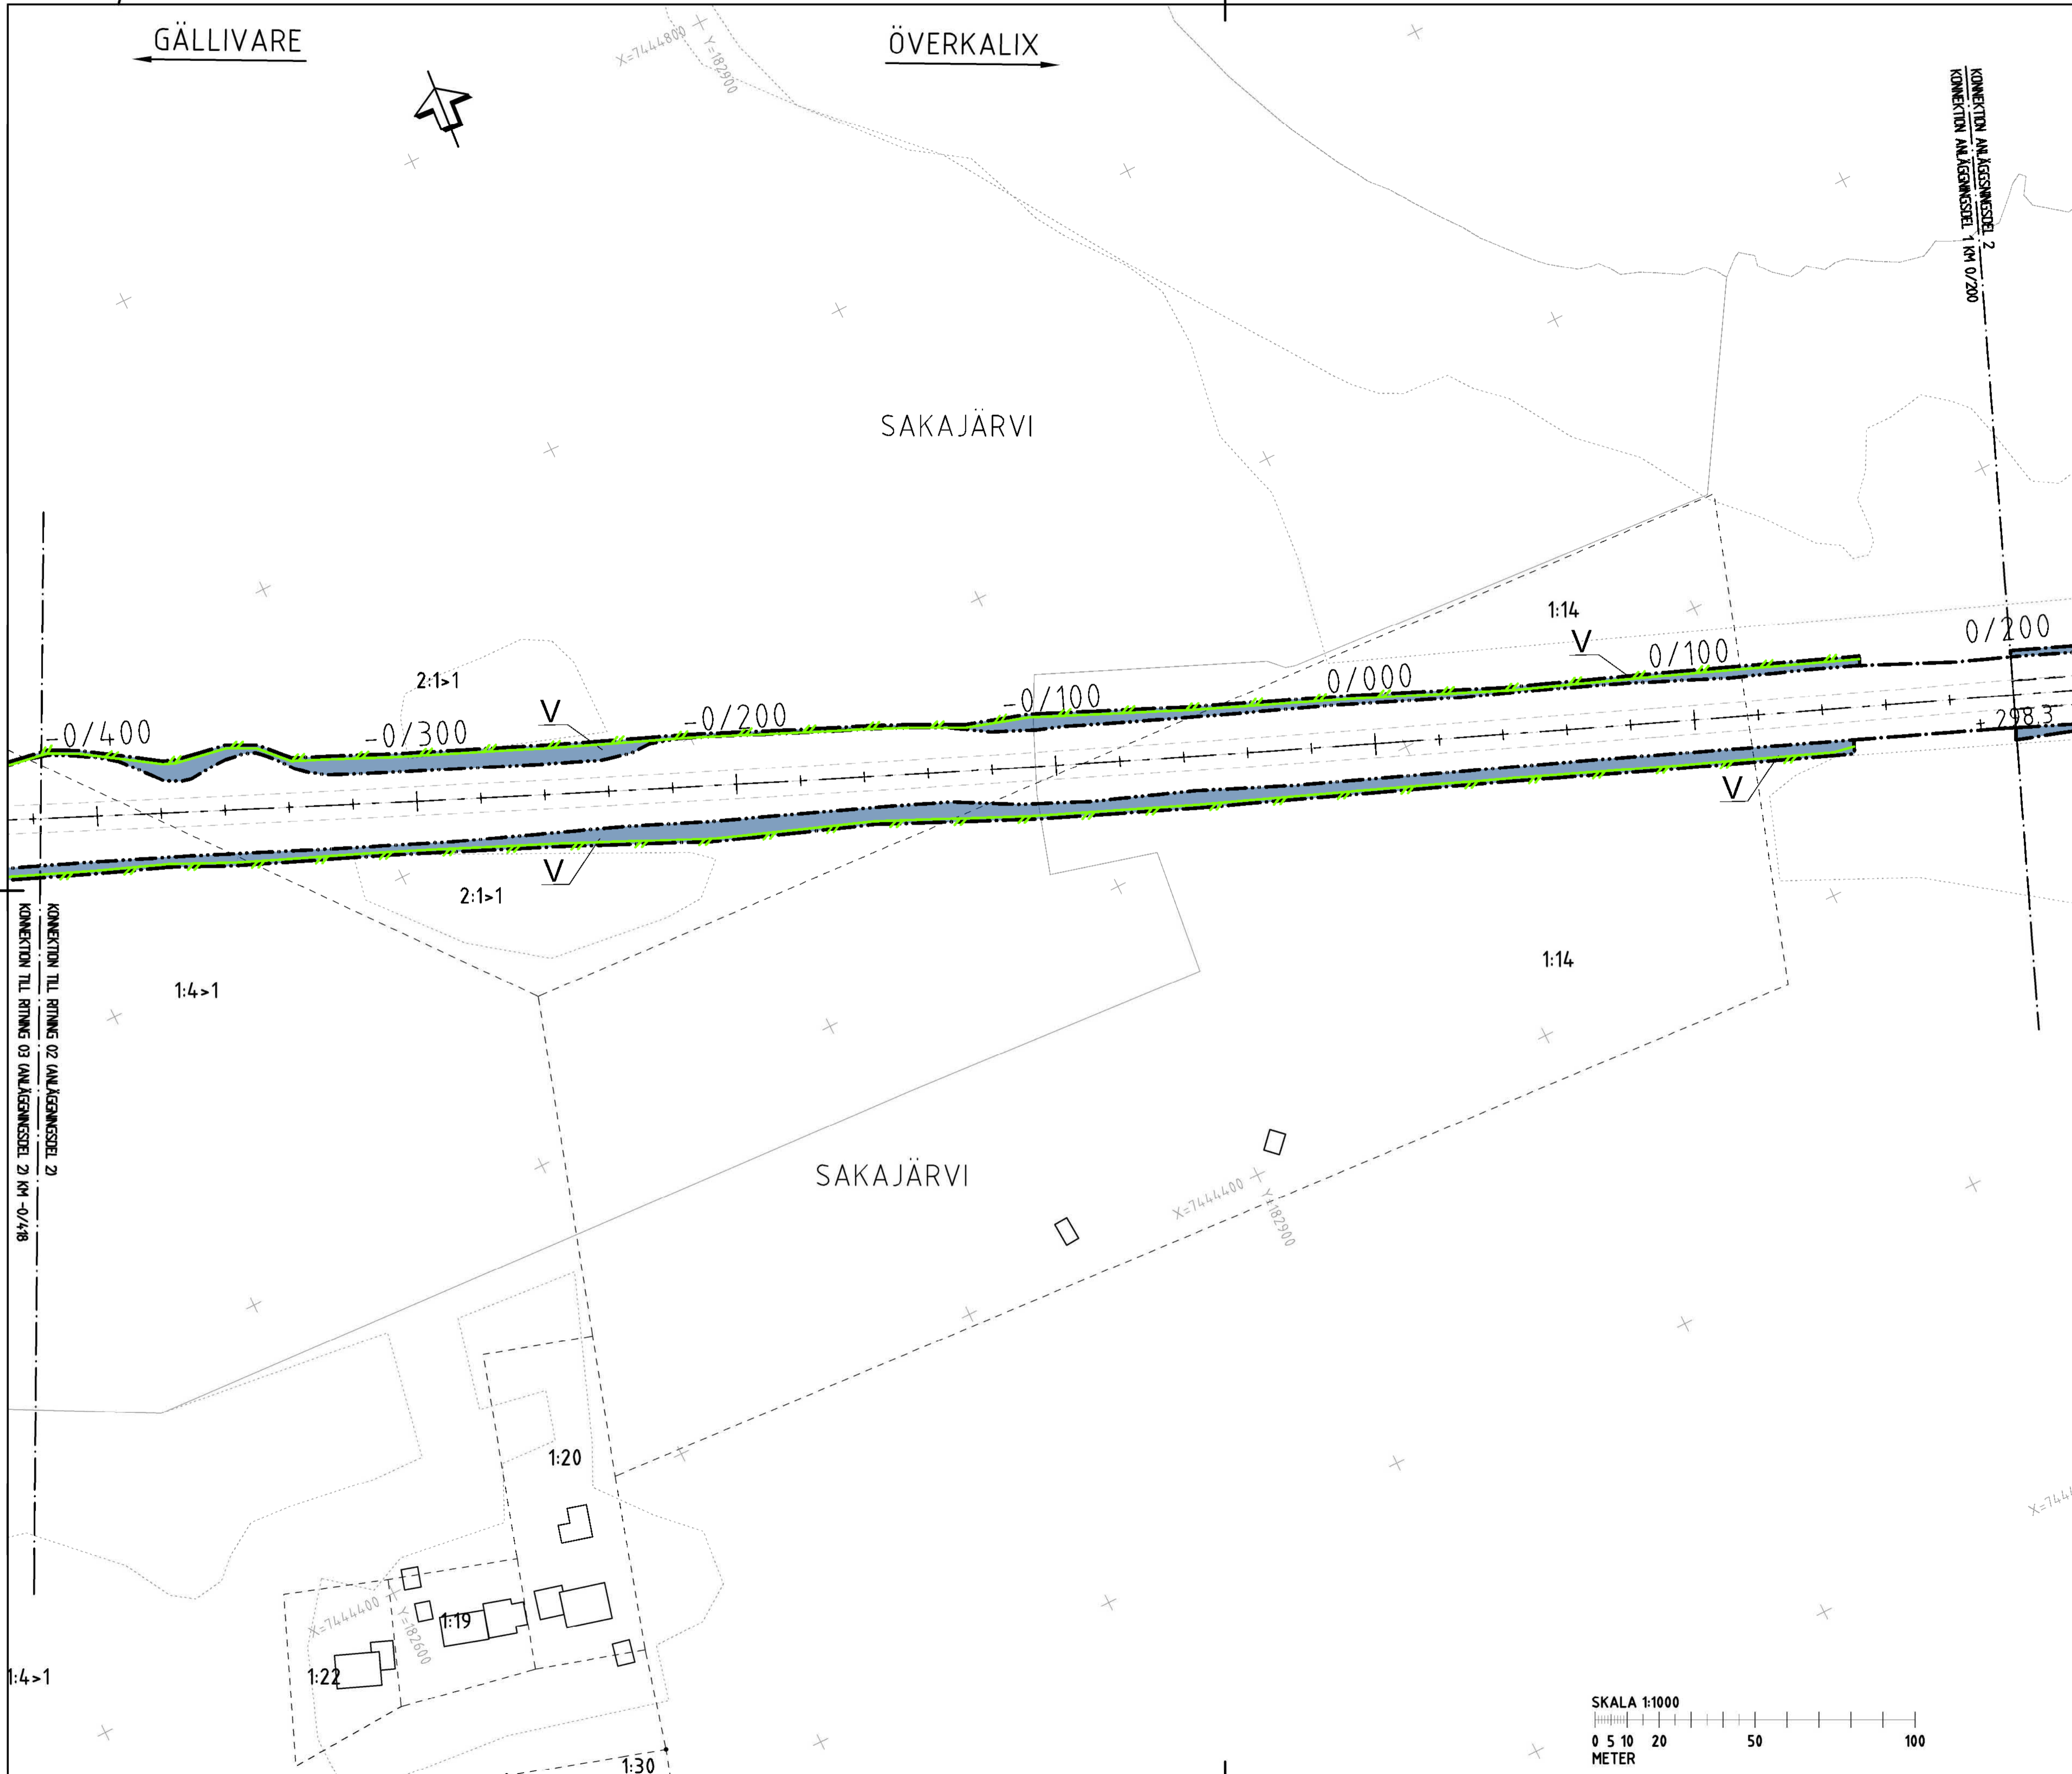 GÄLLIVARE
ÖVERKALIX
X=7444800
Y=182900
KONNEKTION ANLÄGGSNINGSDEL 2
KONNEKTION ANLÄGGNINGSDEL 1 KM 0/200
SAKAJÄRVI
1:14
V
0/100
0/200
2:1>1
V
-0/400
-0/300
-0/200
-0/100
0/000
298.3
V
V
2:1>1
1:4>1
1:14
KONNEKTION TILL RITNING 02 (ANLÄGGNINGSDEL 2)
KONNEKTION TILL RITNING 03 (ANLÄGGNINGSDEL 2) KM -0/418
SAKAJÄRVI
X=7444400
Y=182900
1:20
X=7444400
Y=182600
1:19
1:22
1:4>1
1:30
SKALA 1:1000
0 5 10 20 50 100
METER